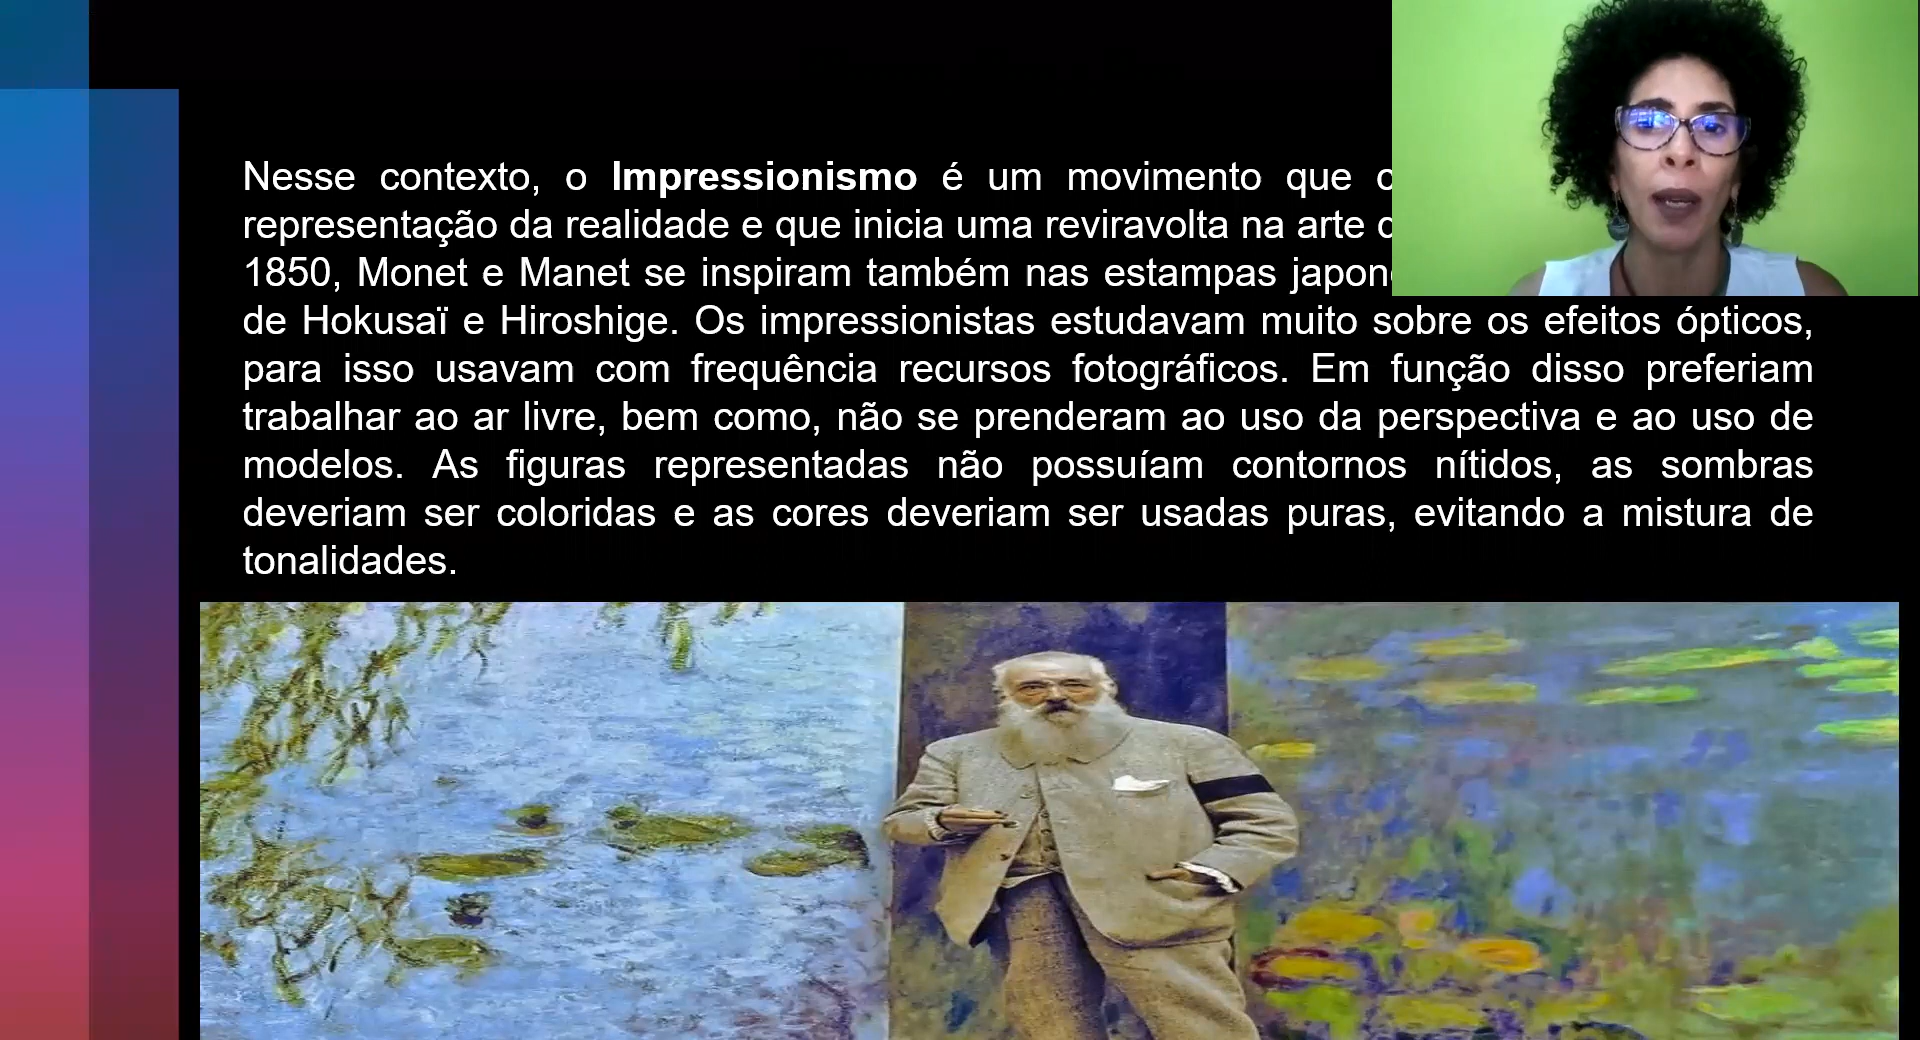 Nesse contexto, o Impressionismo é um movimento que
representação da realidade e que inicia uma reviravolta na arte
1850, Monet e Manet se inspiram também nas estampas
de Hokusaï e Hiroshige. Os impressionistas estudavam muito sobre os efeitos ópticos,
para isso usavam com frequência recursos fotográficos. Em função disso preferiam
trabalhar ao ar livre, bem como, não se prenderam ao uso da perspectiva e ao uso de
modelos. As figuras representadas não possuíam contornos nítidos, as sombras
deveriam ser coloridas e as cores deveriam ser usadas puras, evitando a mistura de
tonalidades.